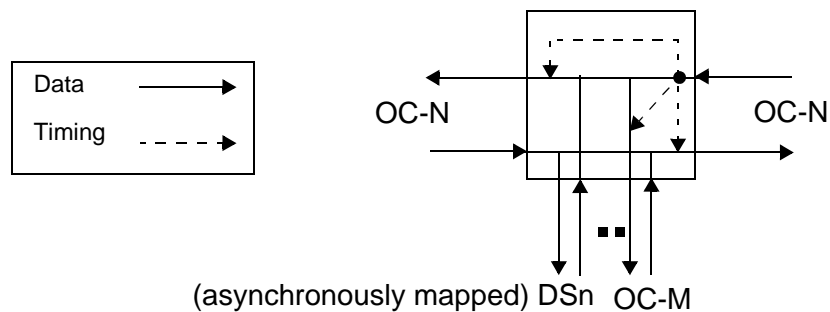 Data
Timing
OC-N
OC-N
(asynchronously mapped) DSn OC-M